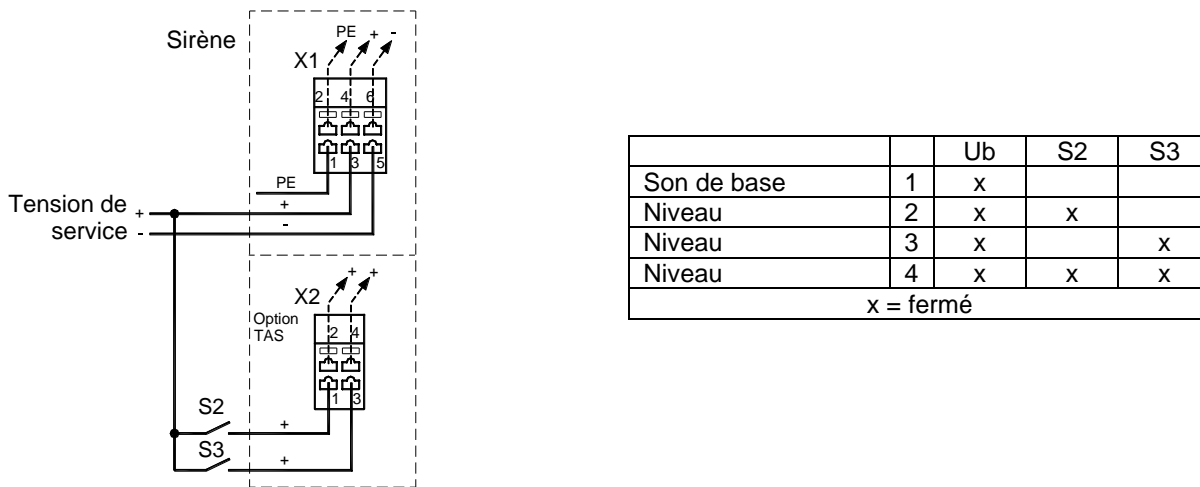 Sirène
PE + -
X1
2 4 6
1 3 5
PE
+
-
Tension de +
service -
+ +
X2
Option
TAS
2 4
1 3
S2
+
S3
+
Ub S2 S3
Son de base 1 x
Niveau 2 x x
Niveau 3 x x
Niveau 4 x x x
x = fermé